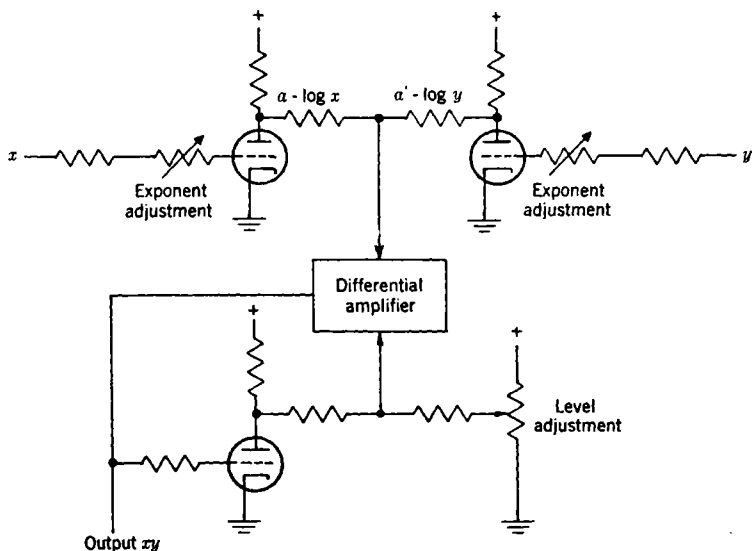 +
+
a - log x
a' - log y
x
y
Exponent
adjustment
Exponent
adjustment
Differential
amplifier
+
+
Level
adjustment
Output xy